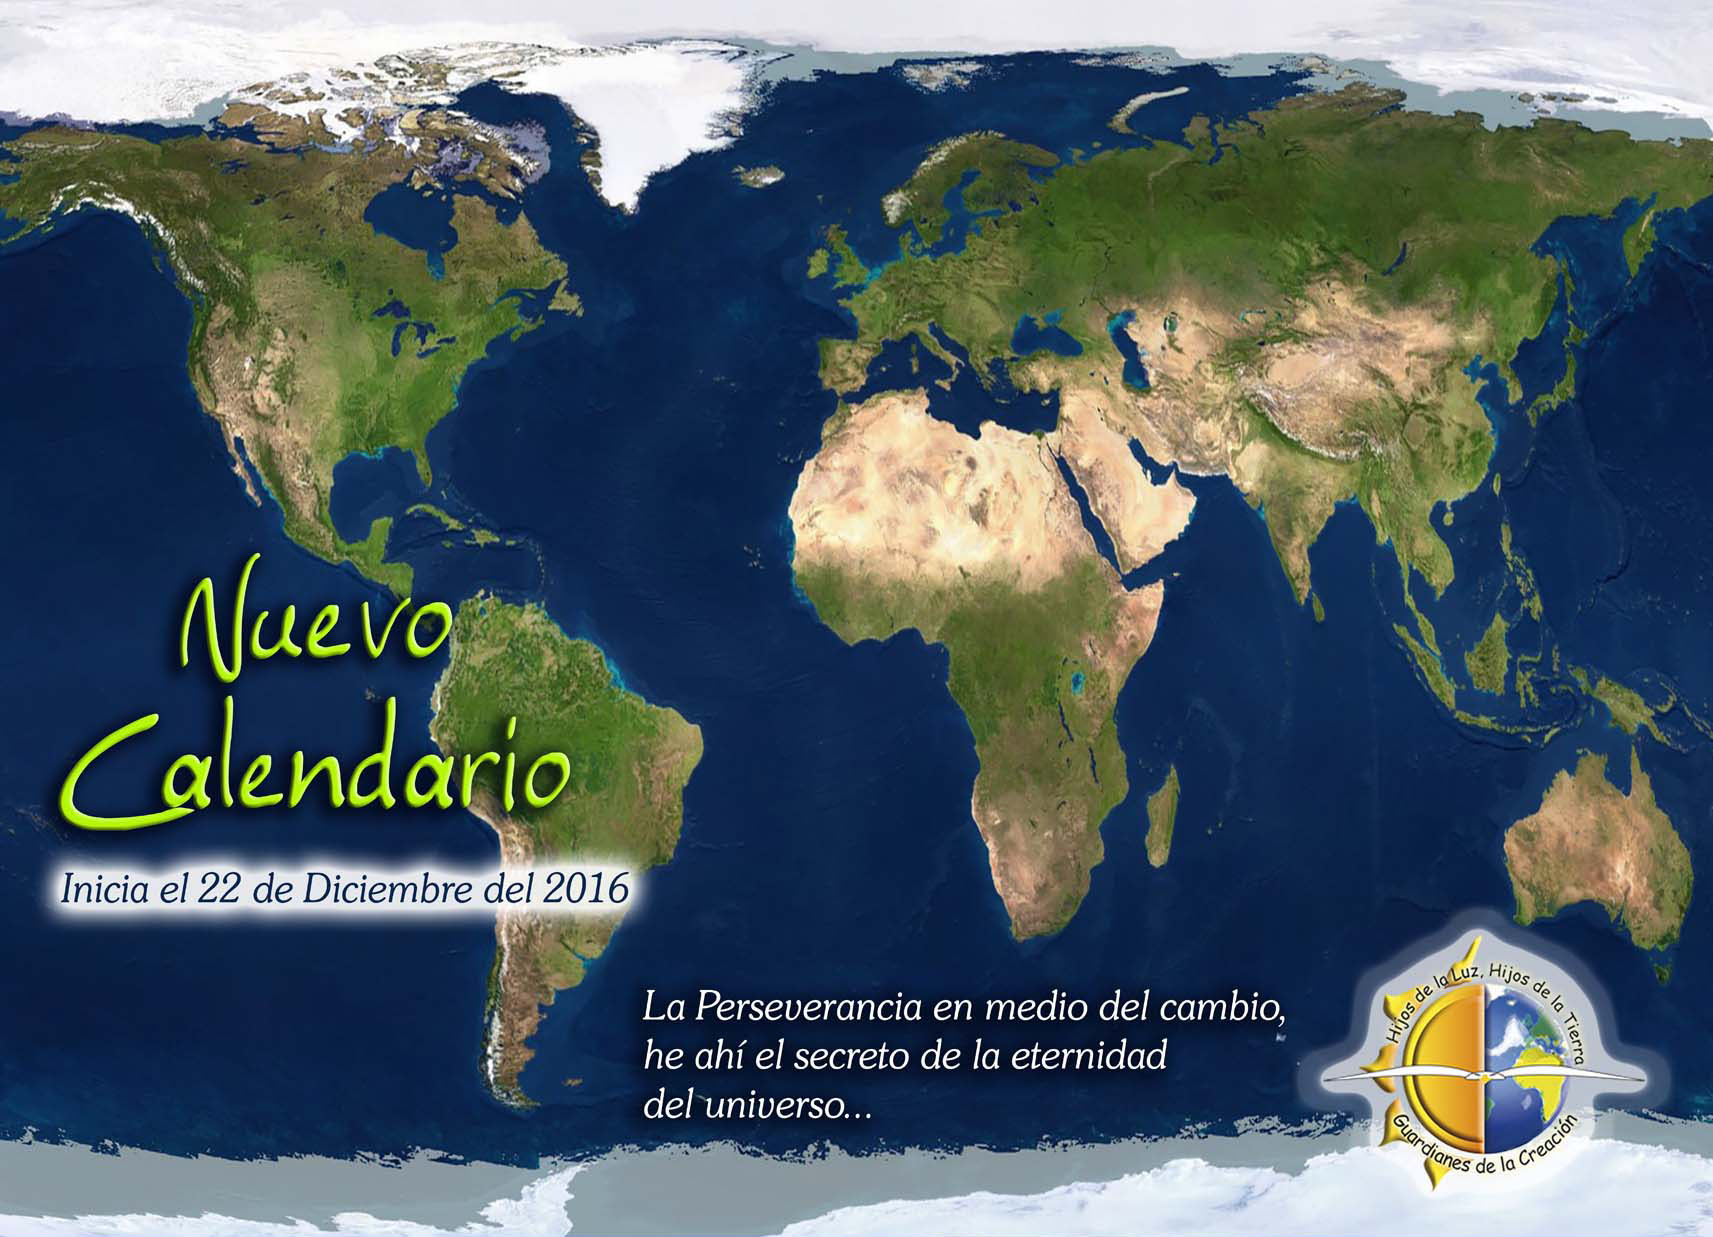 Nuevo
Calendario
Inicia el 22 de Diciembre del 2016
La Perseverancia en medio del cambio,
he ahí el secreto de la eternidad
del universo...
Hijos de la Luz, Hijos de la Tierra
Guardianes de la Creación